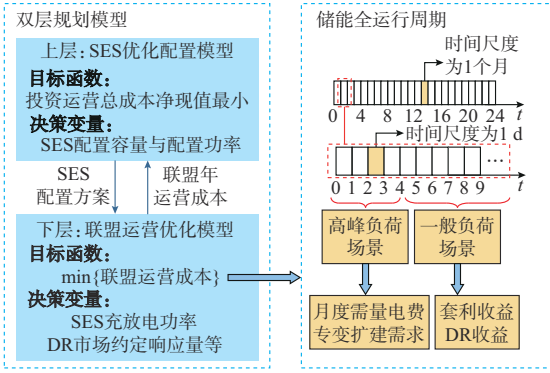 双层规划模型
上层：SES优化配置模型
目标函数：
投资运营总成本净现值最小
决策变量：
SES配置容量与配置功率
SES
配置方案
联盟年
运营成本
下层：联盟运营优化模型
目标函数：
min{联盟运营成本}
决策变量：
SES充放电功率
DR市场约定响应量等
储能全运行周期
时间尺度
为1个月
0 4 8 12 16 20 24 t
时间尺度为1 d
…
0 1 2 3 4 5 6 7 8 9 t
高峰负荷
场景
一般负荷
场景
月度需量电费
专变扩建需求
套利收益
DR收益